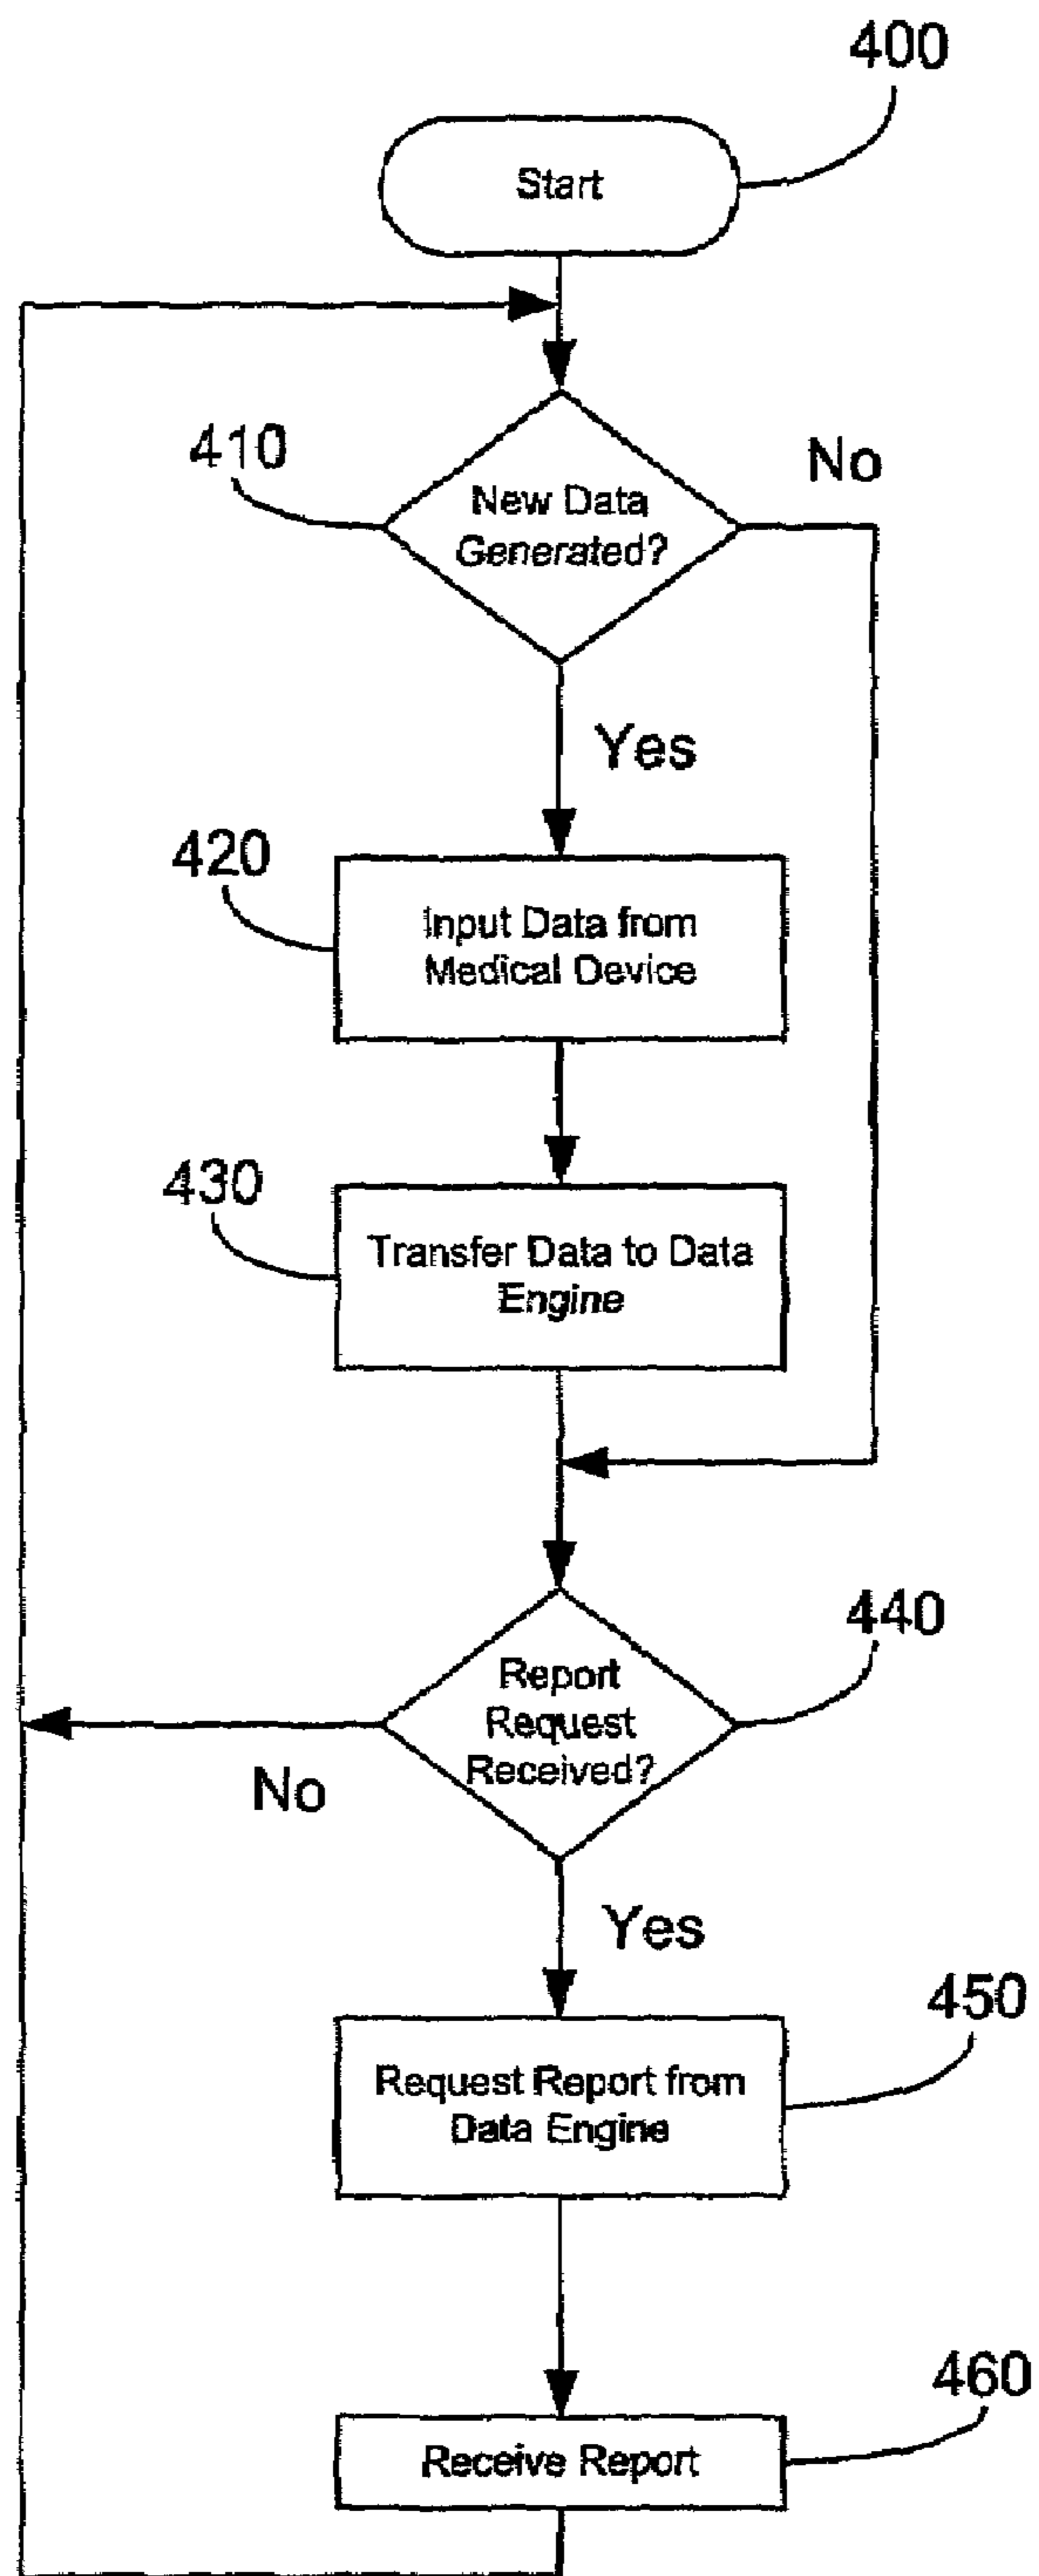 400
Start
410
No
New Data
Generated?
Yes
420
Input Data from
Medical Device
430
Transfer Data to Data
Engine
440
Report
Request
Received?
No
Yes
450
Request Report from
Data Engine
460
Receive Report